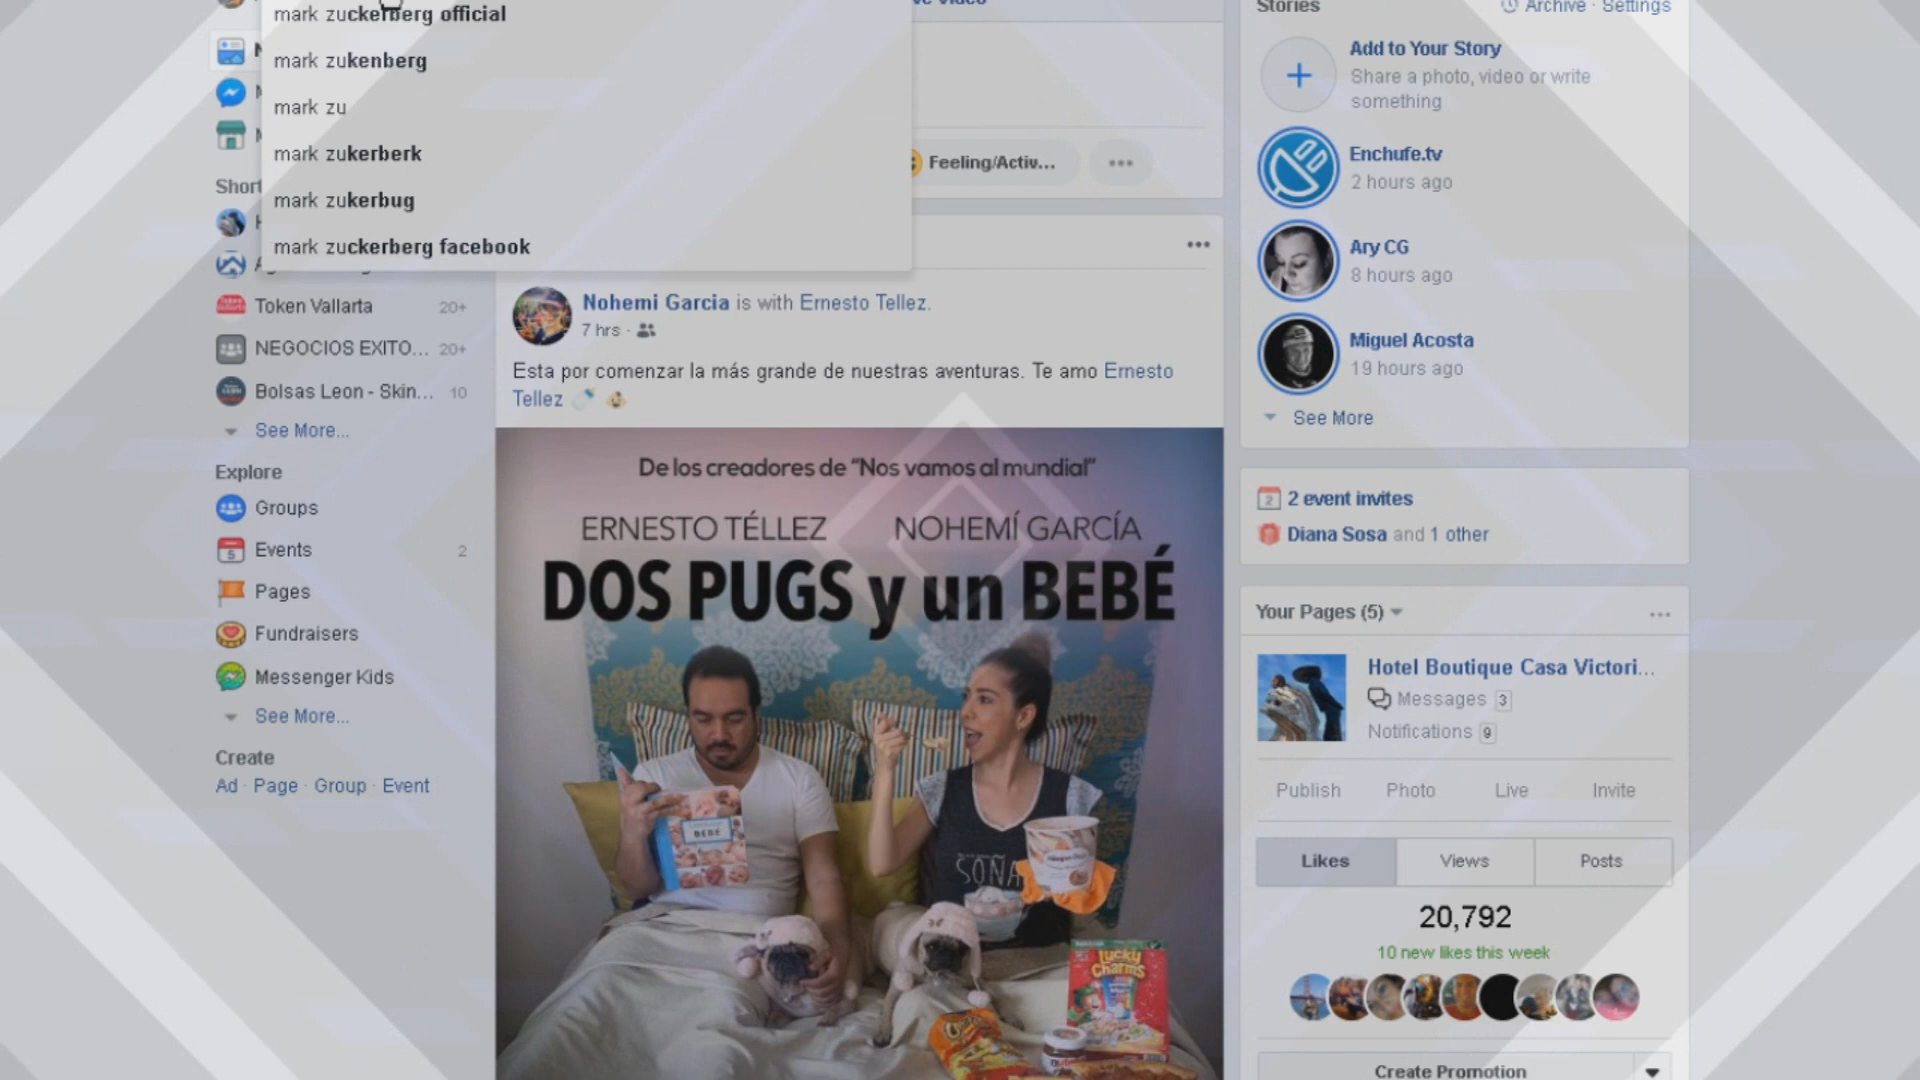 mark zuckerberg official
mark zukenberg
mark zu
mark zukerberk
mark zukerbug
mark zuckerberg facebook
Token Vallarta 20+
NEGOCIOS EXITO... 20+
Bolsas Leon - Skin... 10
See More...
Explore
Groups
Events 2
Pages
Fundraisers
Messenger Kids
See More...
Create
Ad · Page · Group · Event
Feeling/Activ...
Nohemi Garcia is with Ernesto Tellez.
7 hrs ·
Esta por comenzar la más grande de nuestras aventuras. Te amo Ernesto
Tellez
De los creadores de "Nos vamos al mundial"
ERNESTO TÉLLEZ NOHEMÍ GARCÍA
DOS PUGS y un BEBÉ
BEBÉ
SOÑA
Lucky
Charms
Stories
Archive · Settings
Add to Your Story
Share a photo, video or write
something
Enchufe.tv
2 hours ago
Ary CG
8 hours ago
Miguel Acosta
19 hours ago
See More
2 event invites
Diana Sosa and 1 other
Your Pages (5)
Hotel Boutique Casa Victori...
Messages 3
Notifications 9
Publish Photo Live Invite
Likes Views Posts
20,792
10 new likes this week
Create Promotion